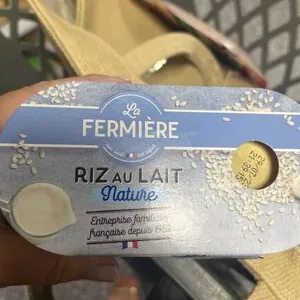 La
FERMIÈRE
RIZ AU LAIT
Nature
Entreprise familiale
française depuis 1952